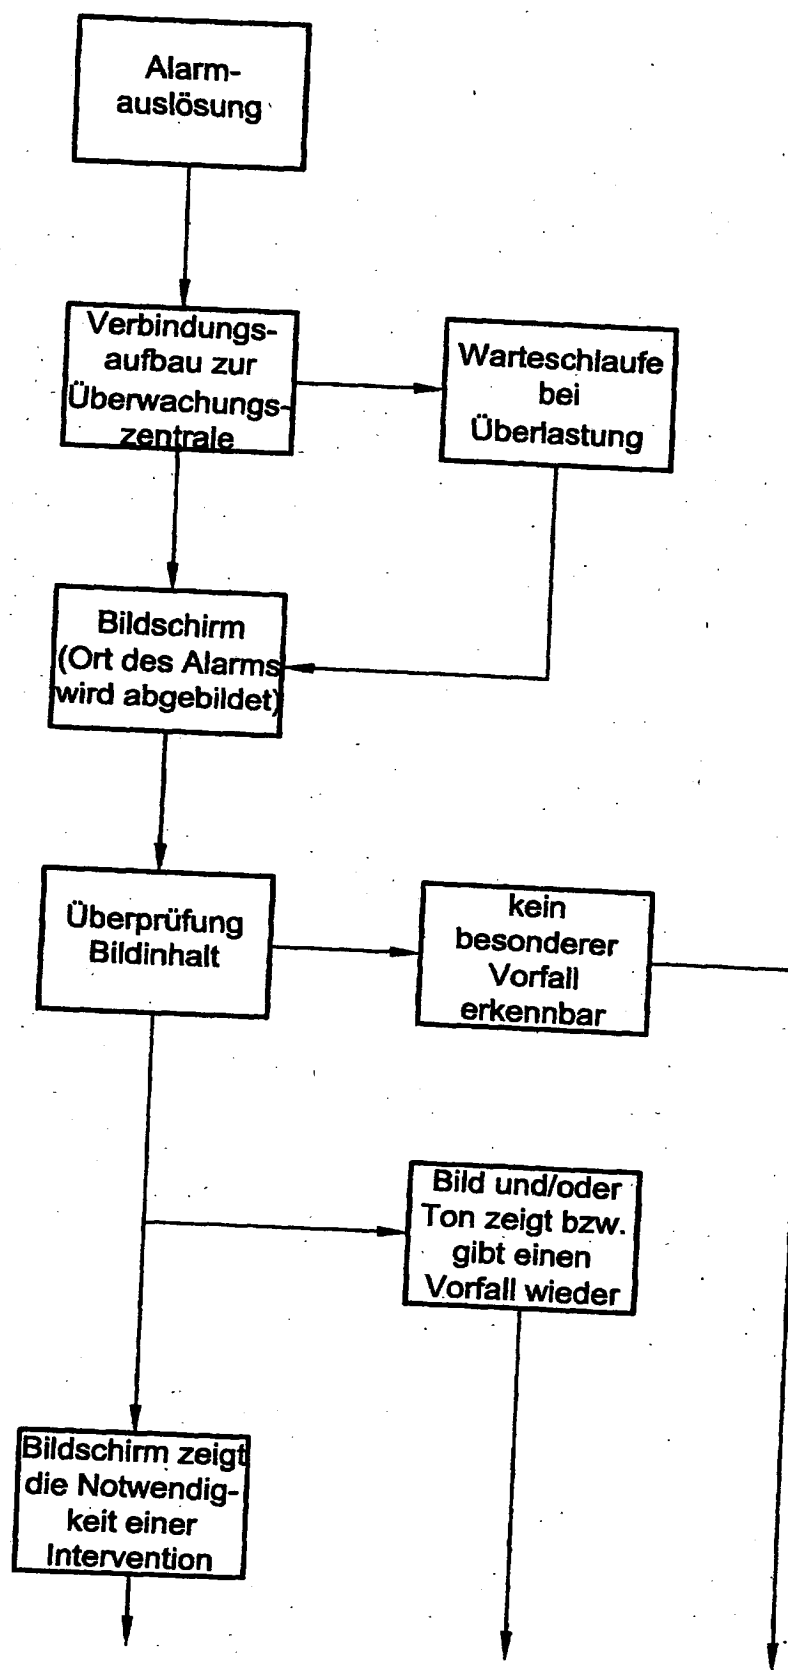 Alarm-
auslösung
Verbindungs-
aufbau zur
Überwachungs-
zentrale
Warteschlaufe
bei
Überlastung
Bildschirm
(Ort des Alarms
wird abgebildet)
Überprüfung
Bildinhalt
kein
besonderer
Vorfall
erkennbar
Bild und/oder
Ton zeigt bzw.
gibt einen
Vorfall wieder
Bildschirm zeigt
die Notwendig-
keit einer
Intervention